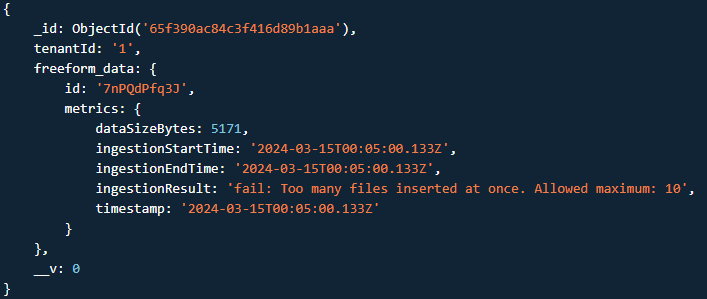 {
    _id: ObjectId('65f390ac84c3f416d89b1aaa'),
    tenantId: '1',
    freeform_data: {
        id: '7nPQdPfq3J',
        metrics: {
            dataSizeBytes: 5171,
            ingestionStartTime: '2024-03-15T00:05:00.133Z',
            ingestionEndTime: '2024-03-15T00:05:00.133Z',
            ingestionResult: 'fail: Too many files inserted at once. Allowed maximum: 10',
            timestamp: '2024-03-15T00:05:00.133Z'
        }
    },
    __v: 0
}